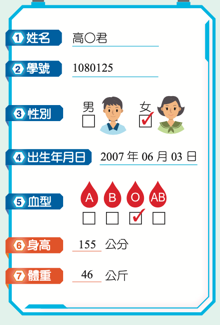 1 姓名 高○君
2 學號 1080125
3 性別 男 女
4 出生年月日 2007 年 06 月 03 日
5 血型 A B O AB
6 身高 155 公分
7 體重 46 公斤